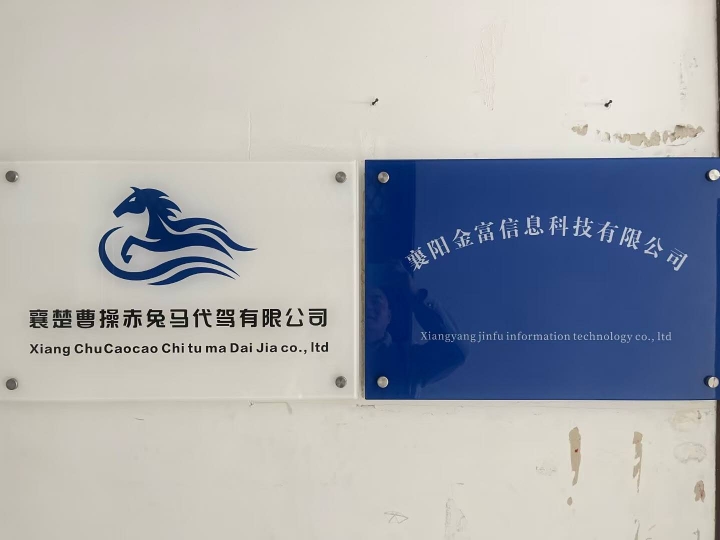 襄楚曹操赤兔马代驾有限公司
Xiang ChuCaocao Chi tu ma Dai Jia co., ltd
襄阳金富信息科技有限公司
Xiangyang jinfu information technology co., ltd